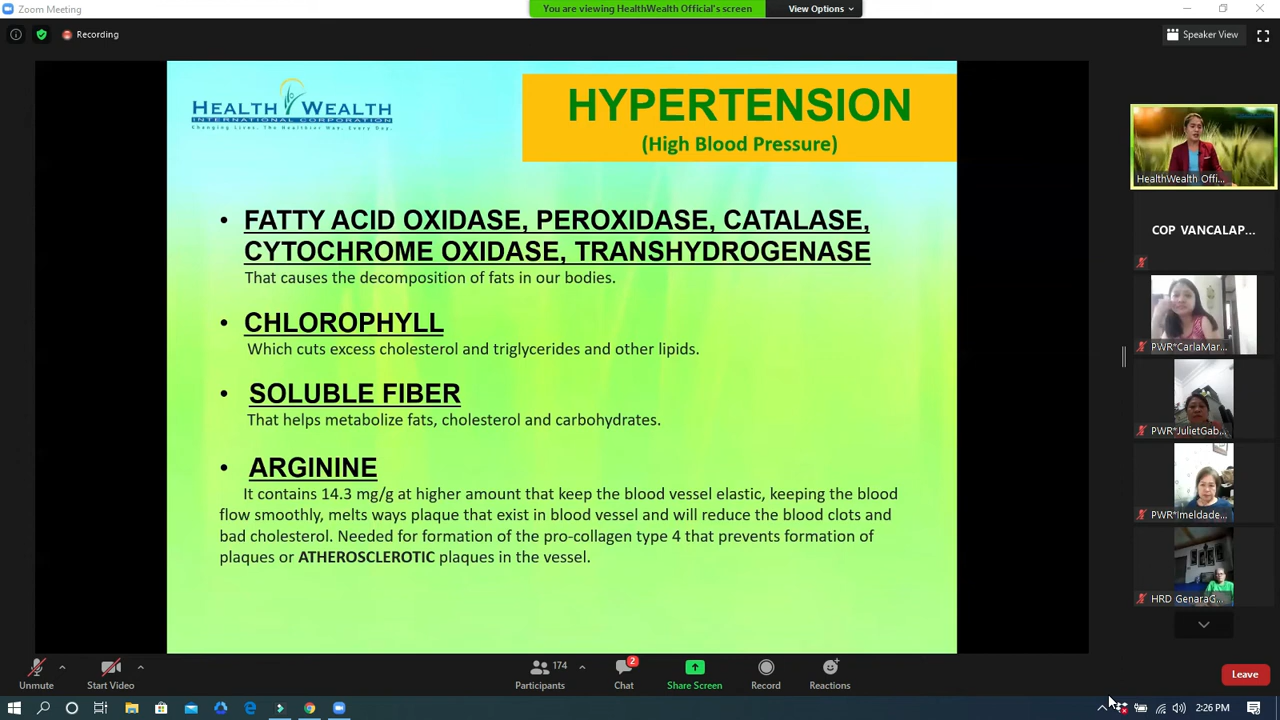 Zoom Meeting
You are viewing HealthWealth Official's screen
View Options
Recording
Speaker View
HEALTH WEALTH
INTERNATIONAL CORPORATION
Changing Lives, The Healthier Way, Every Day.
HYPERTENSION
(High Blood Pressure)
• FATTY ACID OXIDASE, PEROXIDASE, CATALASE,
CYTOCHROME OXIDASE, TRANSHYDROGENASE
That causes the decomposition of fats in our bodies.
• CHLOROPHYLL
Which cuts excess cholesterol and triglycerides and other lipids.
• SOLUBLE FIBER
That helps metabolize fats, cholesterol and carbohydrates.
• ARGININE
It contains 14.3 mg/g at higher amount that keep the blood vessel elastic, keeping the blood
flow smoothly, melts ways plaque that exist in blood vessel and will reduce the blood clots and
bad cholesterol. Needed for formation of the pro-collagen type 4 that prevents formation of
plaques or ATHEROSCLEROTIC plaques in the vessel.
HealthWealth Offi...
COP VANCALAP...
PWR*CarlaMar...
PWR*JulietGab...
PWR*Imeldade...
HRD GenaraG...
Unmute
Start Video
174
Participants
2
Chat
Share Screen
Record
Reactions
Leave
2:26 PM